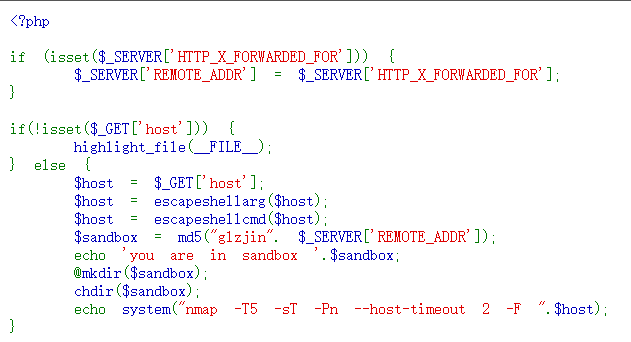 <?php
if (isset($_SERVER['HTTP_X_FORWARDED_FOR'])) {
$_SERVER['REMOTE_ADDR'] = $_SERVER['HTTP_X_FORWARDED_FOR'];
}
if(!isset($_GET['host'])) {
highlight_file(__FILE__);
} else {
$host = $_GET['host'];
$host = escapeshellarg($host);
$host = escapeshellcmd($host);
$sandbox = md5("glzjin". $_SERVER['REMOTE_ADDR']);
echo 'you are in sandbox '.$sandbox;
@mkdir($sandbox);
chdir($sandbox);
echo system("nmap -T5 -sT -Pn --host-timeout 2 -F ".$host);
}